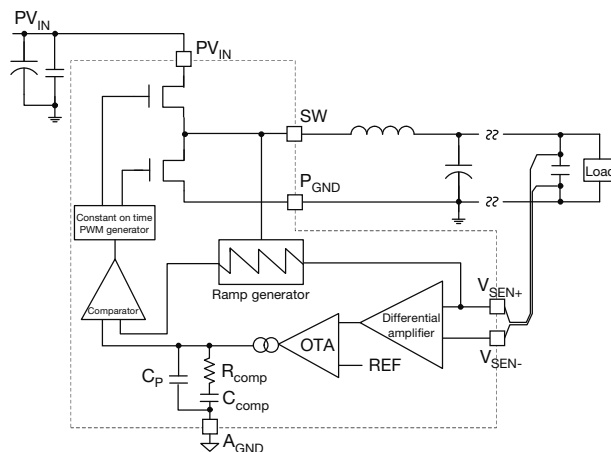 PV_IN
PV_IN
SW
P_GND
Load
Constant on time
PWM generator
Ramp generator
Comparator
V_SEN+
Differential
amplifier
OTA
REF
V_SEN-
C_P
R_comp
C_comp
A_GND